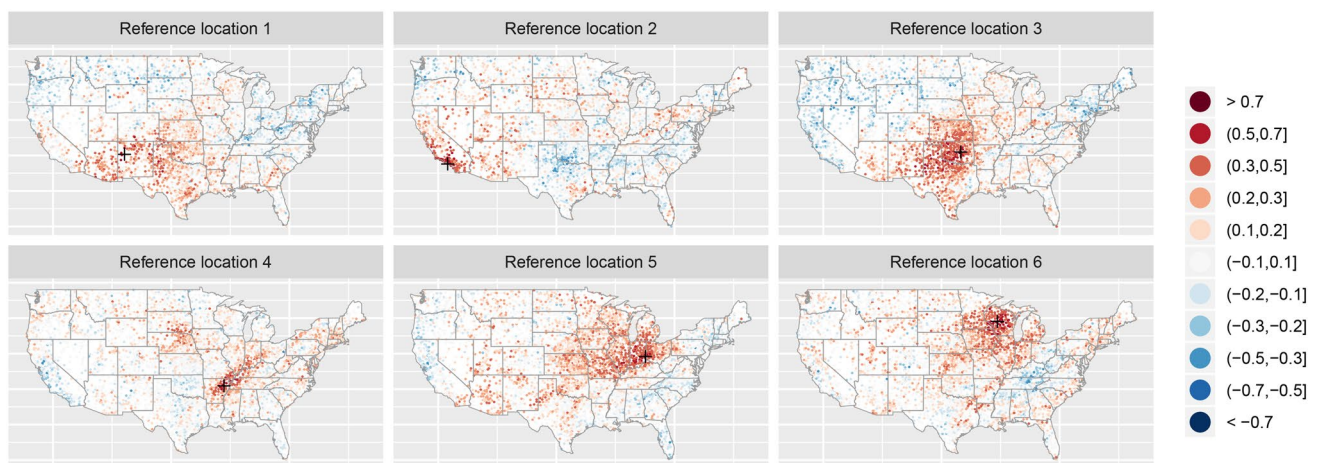 Reference location 1
Reference location 2
Reference location 3
Reference location 4
Reference location 5
Reference location 6
> 0.7
(0.5,0.7]
(0.3,0.5]
(0.2,0.3]
(0.1,0.2]
(−0.1,0.1]
(−0.2,−0.1]
(−0.3,−0.2]
(−0.5,−0.3]
(−0.7,−0.5]
< −0.7